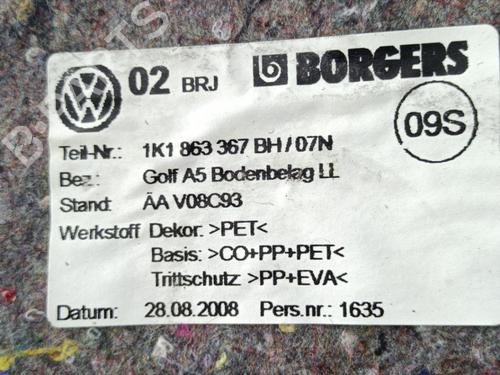 02 BRJ BORGERS
09S
Teil-Nr.: 1K1 863 367 BH/07N
Bez.: Golf A5 Bodenbelag LL
Stand: ÄA V08C93
Werkstoff Dekor: >PET<
Basis: >CO+PP+PET<
Trittschutz: >PP+EVA<
Datum: 28.08.2008 Pers.nr.: 1635